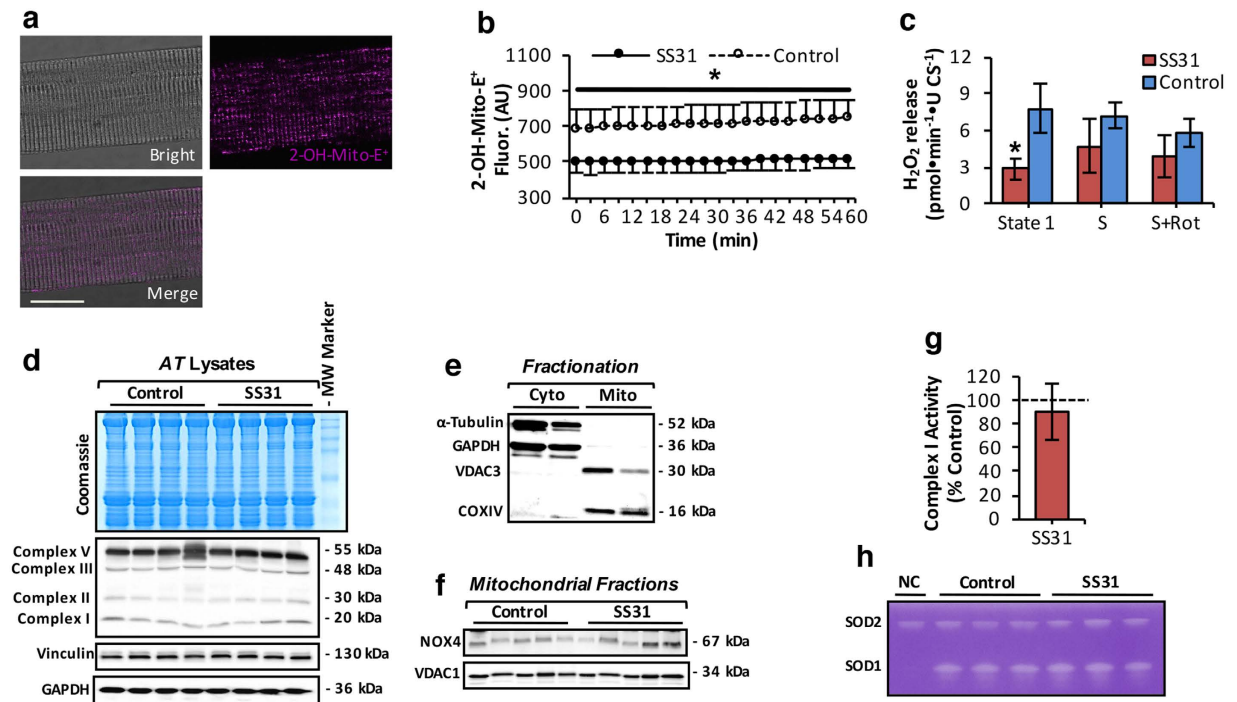 a
Bright
2-OH-Mito-E⁺
Merge
b
SS31
Control
*
2-OH-Mito-E⁺
Fluor. (AU)
1100
900
700
500
300
0 6 12 18 24 30 36 42 48 54 60
Time (min)
c
SS31
Control
H₂O₂ release
(pmol•min⁻¹•U CS⁻¹)
12
9
6
3
0
*
State 1 S S+Rot
d
AT Lysates
Control SS31
- MW Marker
Coomassie
Complex V - 55 kDa
Complex III - 48 kDa
Complex II - 30 kDa
Complex I - 20 kDa
Vinculin - 130 kDa
GAPDH - 36 kDa
e
Fractionation
Cyto Mito
α-Tubulin - 52 kDa
GAPDH - 36 kDa
VDAC3 - 30 kDa
COXIV - 16 kDa
f
Mitochondrial Fractions
Control SS31
NOX4 - 67 kDa
VDAC1 - 34 kDa
g
Complex I Activity
(% Control)
120
100
80
60
40
20
0
SS31
h
NC Control SS31
SOD2
SOD1